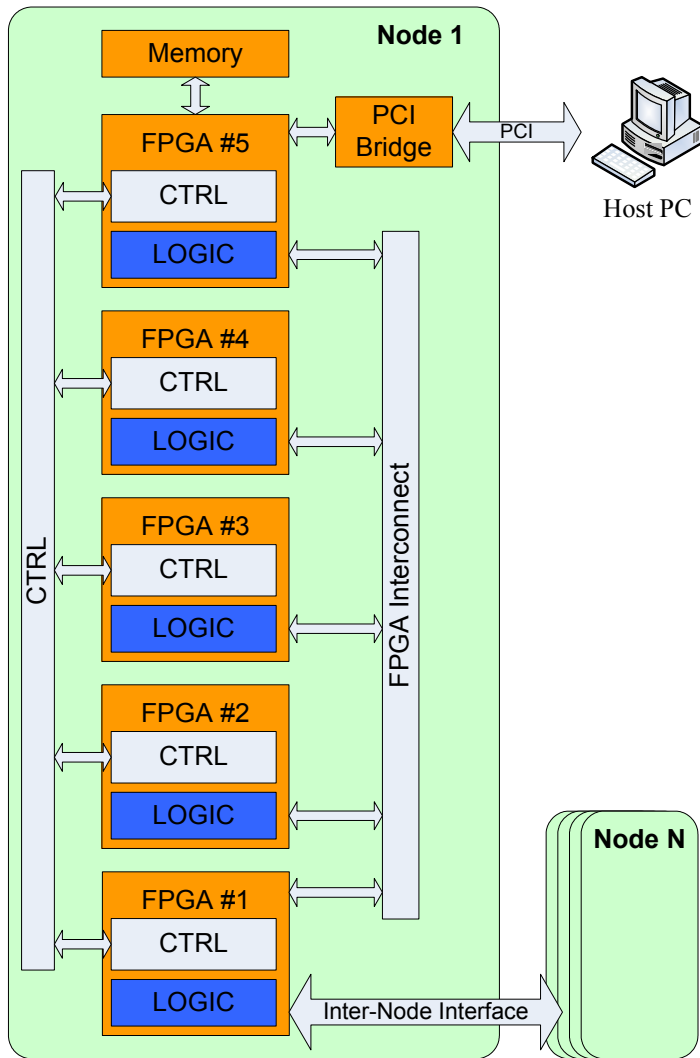 Node 1
Memory
PCI
Bridge
PCI
Host PC
FPGA #5
CTRL
LOGIC
FPGA #4
CTRL
LOGIC
FPGA #3
CTRL
LOGIC
FPGA #2
CTRL
LOGIC
FPGA #1
CTRL
LOGIC
CTRL
FPGA Interconnect
Inter-Node Interface
Node N